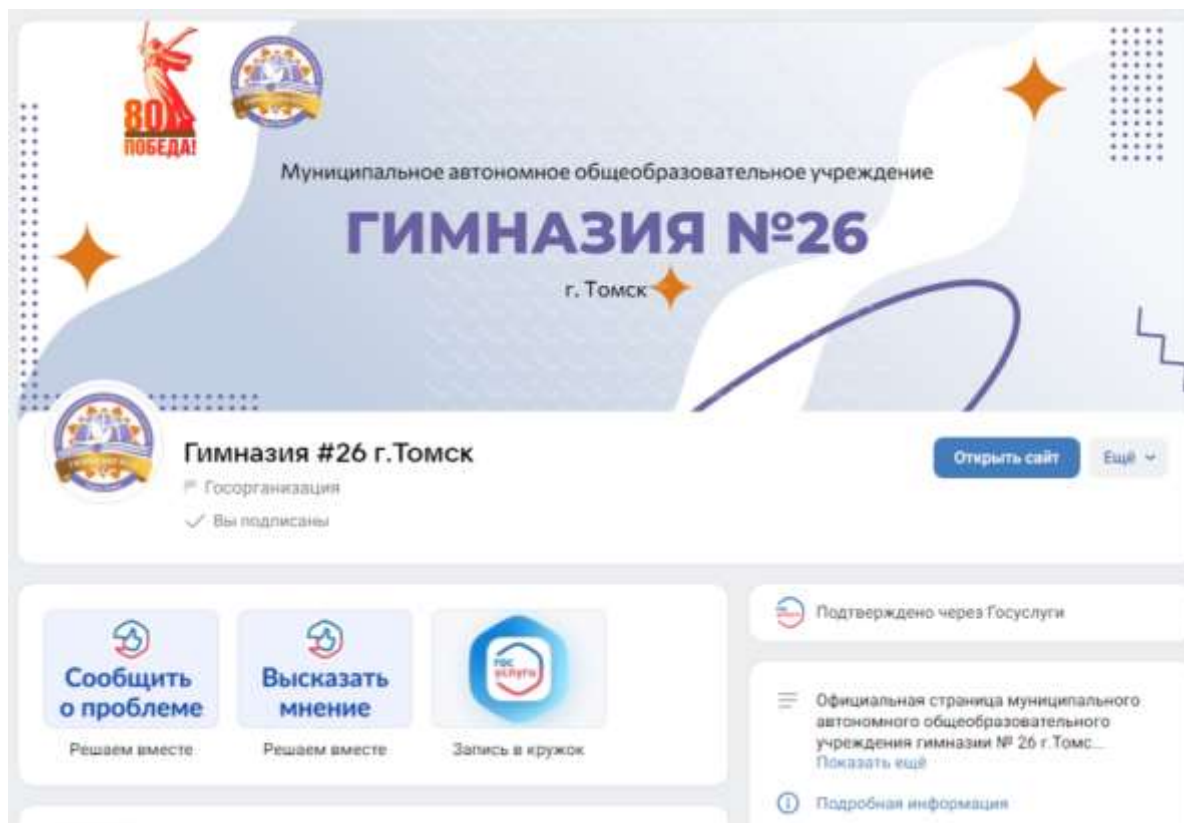 80
ПОБЕДА!
Муниципальное автономное общеобразовательное учреждение
ГИМНАЗИЯ №26
г. Томск
Гимназия #26 г.Томск
Госорганизация
Вы подписаны
Открыть сайт
Ещё
Сообщить
о проблеме
Решаем вместе
Высказать
мнение
Решаем вместе
гос
услуги
Запись в кружок
Подтверждено через Госуслуги
Официальная страница муниципального
автономного общеобразовательного
учреждения гимназии № 26 г.Томс...
Показать ещё
Подробная информация